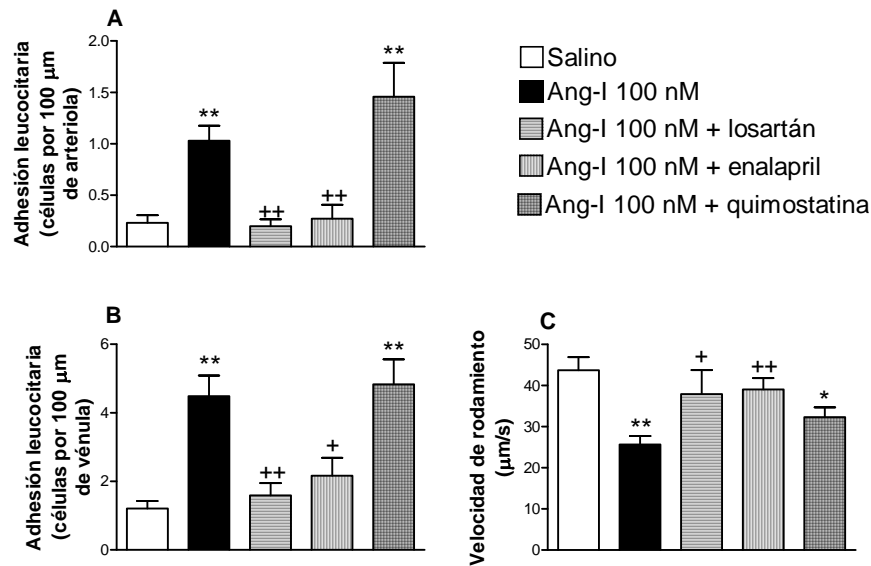 A
Adhesión leucocitaria
(células por 100 μm
de arteriola)
2.0
1.5
1.0
0.5
0.0
**
++
++
**
Salino
Ang-I 100 nM
Ang-I 100 nM + losartán
Ang-I 100 nM + enalapril
Ang-I 100 nM + quimostatina
B
Adhesión leucocitaria
(células por 100 μm
de vénula)
6
4
2
0
**
++
+
**
C
Velocidad de rodamiento
(μm/s)
50
40
30
20
10
0
**
+
++
*